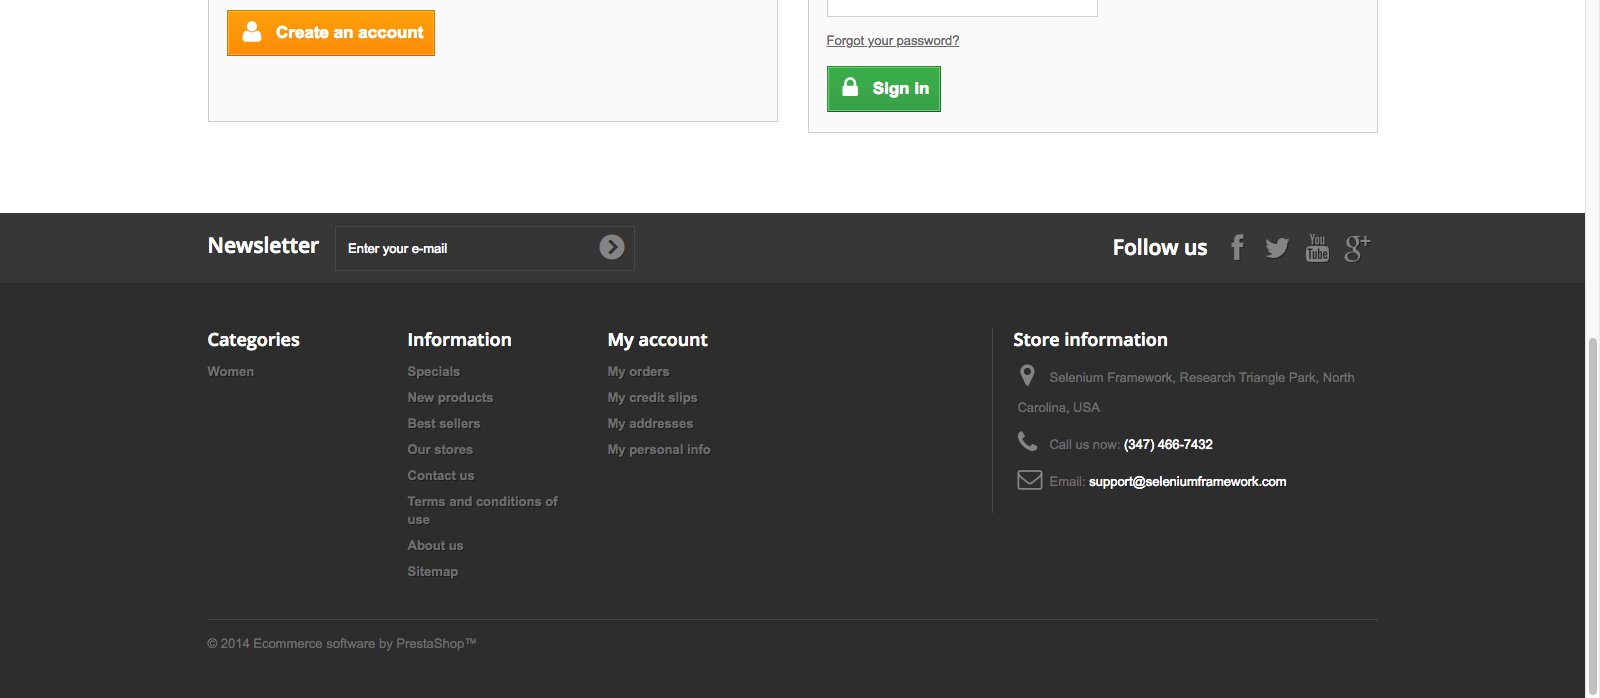 Create an account
Forgot your password?
Sign in
Newsletter
Enter your e-mail
Follow us
You
Tube
g+
Categories
Women
Information
Specials
New products
Best sellers
Our stores
Contact us
Terms and conditions of
use
About us
Sitemap
My account
My orders
My credit slips
My addresses
My personal info
Store information
Selenium Framework, Research Triangle Park, North
Carolina, USA
Call us now: (347) 466-7432
Email: support@seleniumframework.com
© 2014 Ecommerce software by PrestaShop™